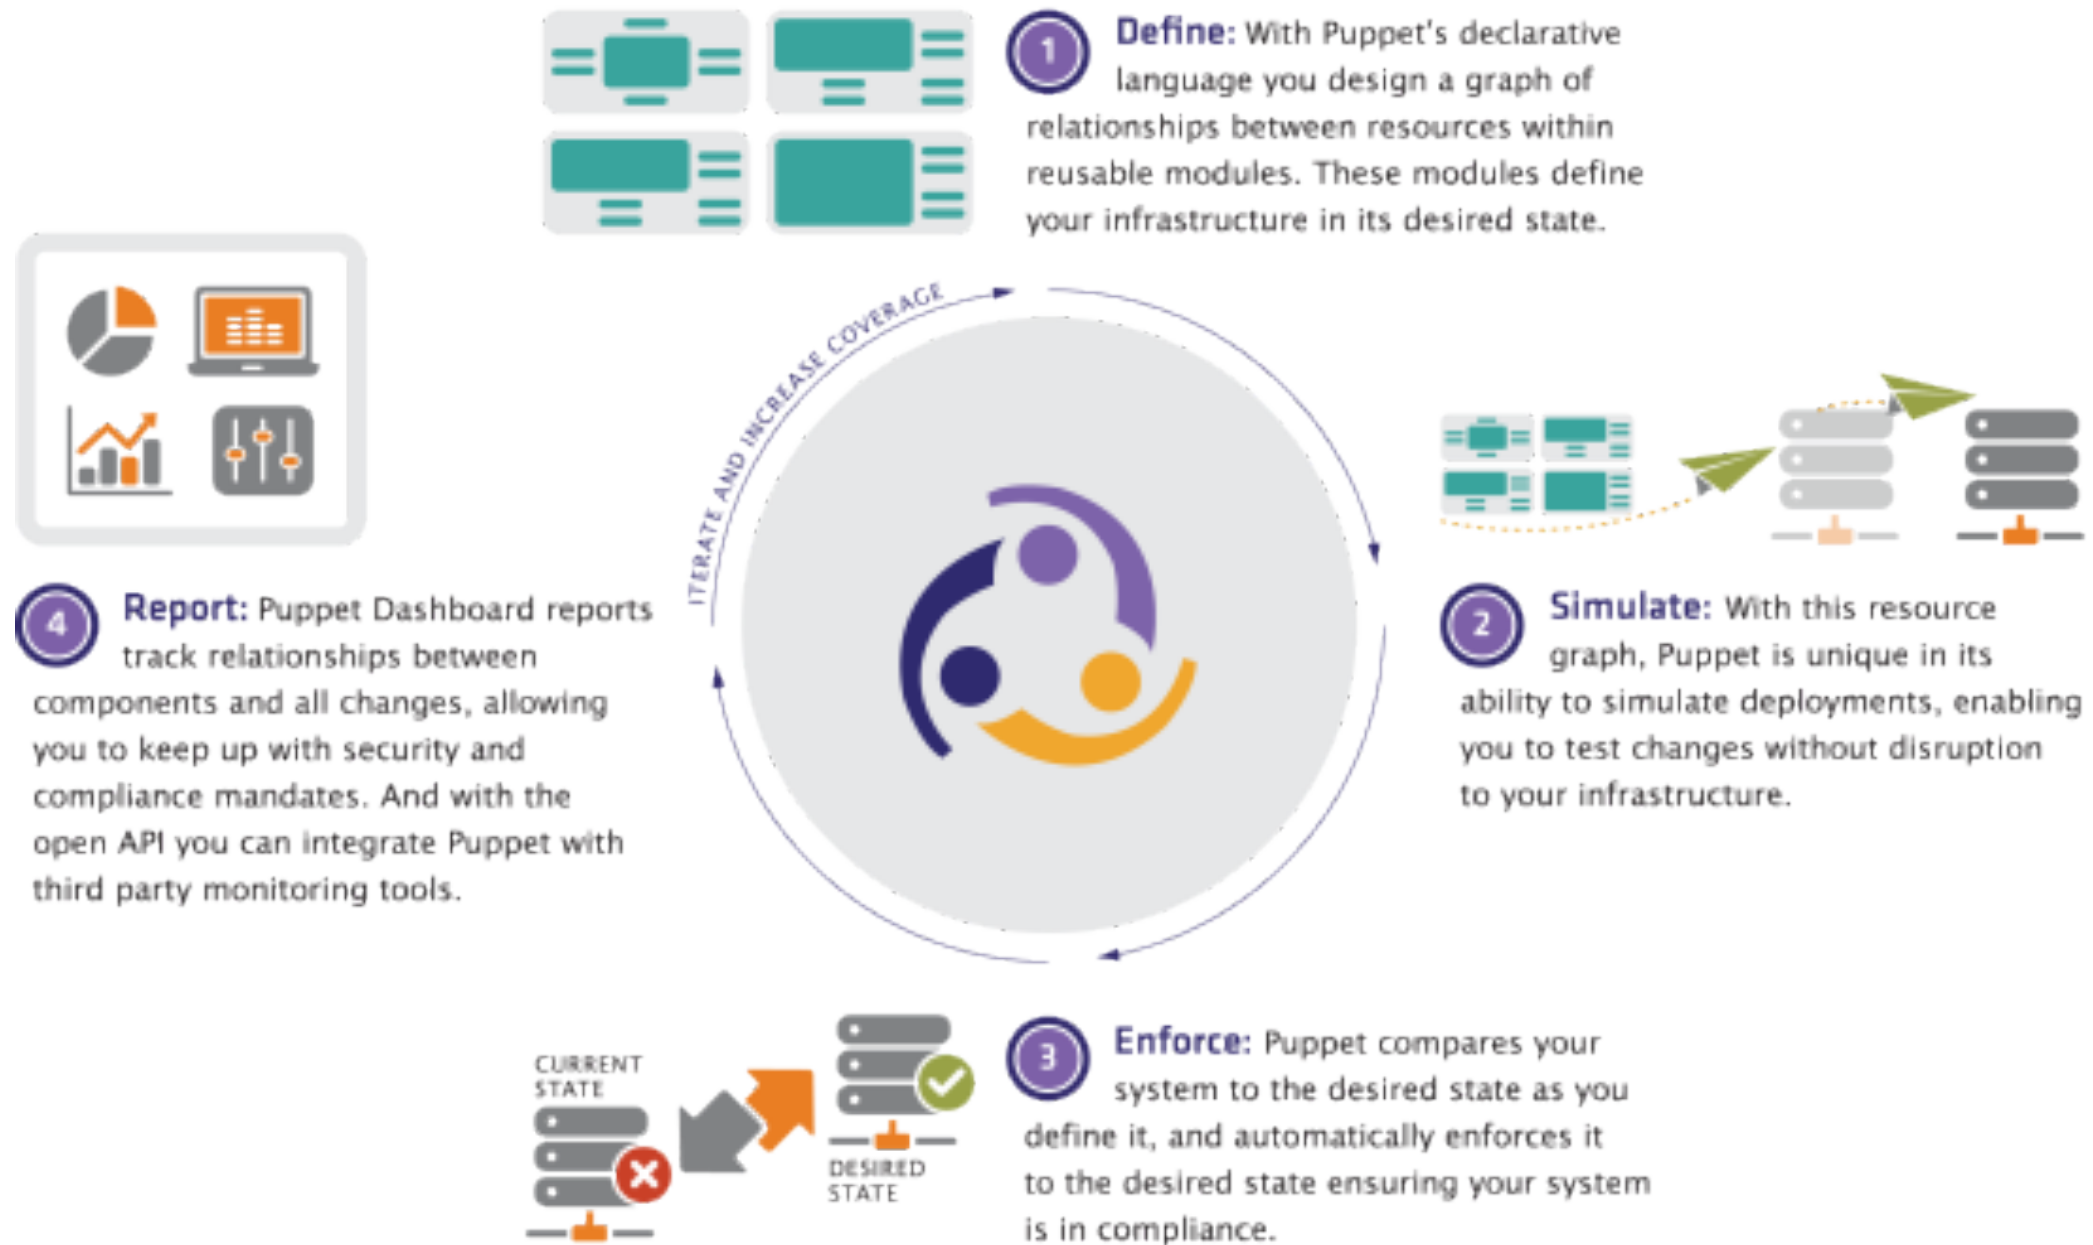 1
Define: With Puppet's declarative
language you design a graph of
relationships between resources within
reusable modules. These modules define
your infrastructure in its desired state.
ITERATE AND INCREASE COVERAGE
2
Simulate: With this resource
graph, Puppet is unique in its
ability to simulate deployments, enabling
you to test changes without disruption
to your infrastructure.
3
Enforce: Puppet compares your
system to the desired state as you
define it, and automatically enforces it
to the desired state ensuring your system
is in compliance.
CURRENT
STATE
DESIRED
STATE
4
Report: Puppet Dashboard reports
track relationships between
components and all changes, allowing
you to keep up with security and
compliance mandates. And with the
open API you can integrate Puppet with
third party monitoring tools.